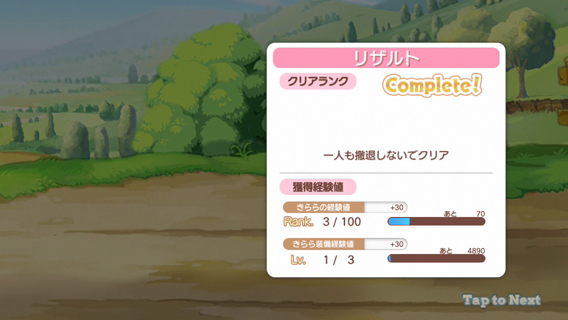 リザルト
クリアランク
Complete!
一人も撤退しないでクリア
獲得経験値
きららの経験値 +30
Rank. 3 / 100 あと 70
きらら装備経験値 +30
Lv. 1 / 3 あと 4890
Tap to Next